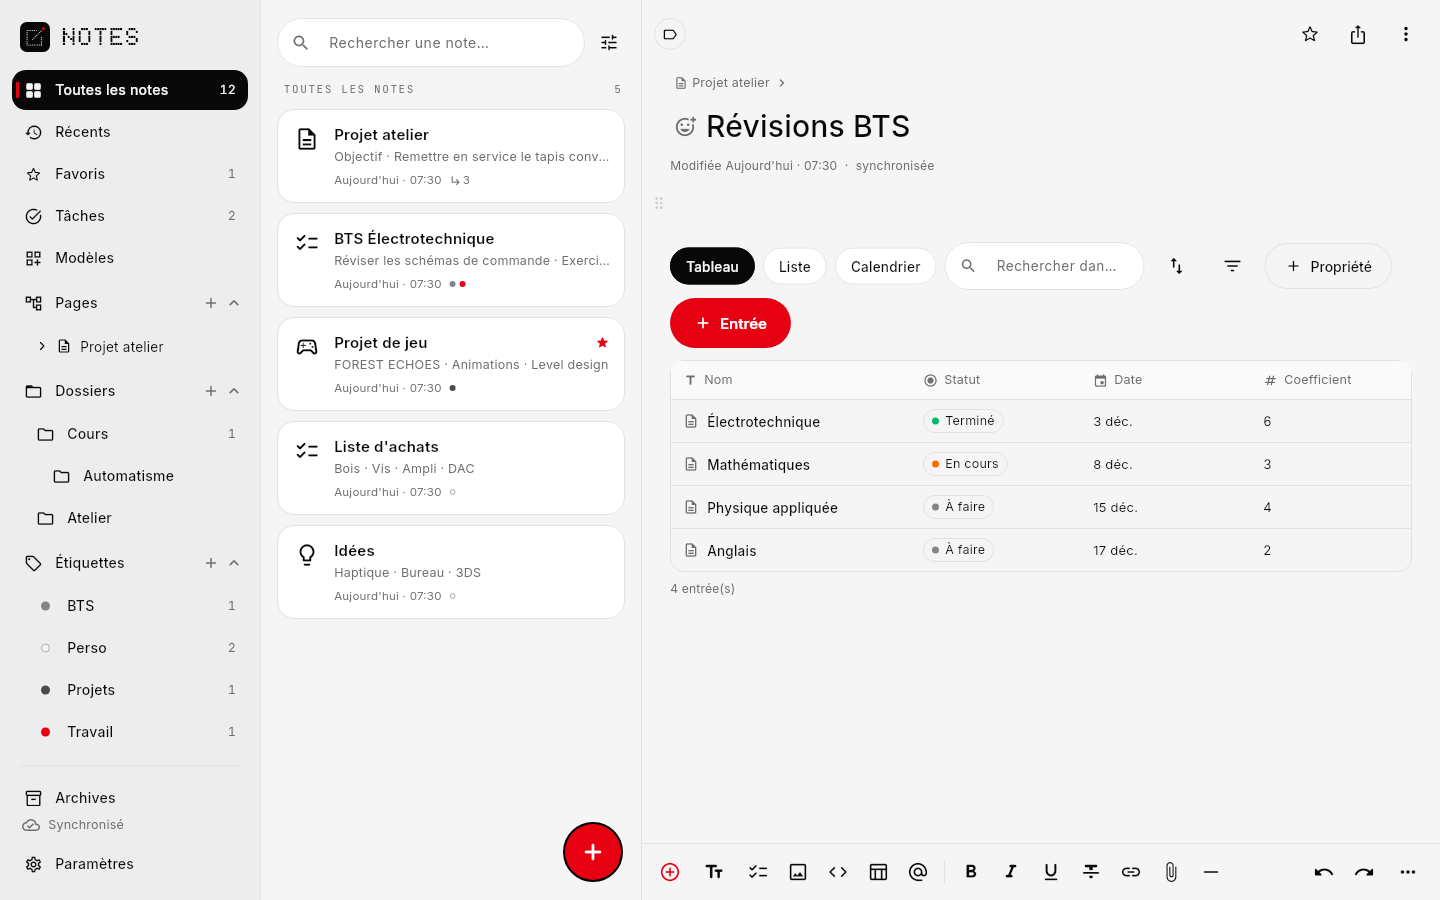 NOTES
Toutes les notes 12
Récents
Favoris 1
Tâches 2
Modèles
Pages
Projet atelier
Dossiers
Cours 1
Automatisme
Atelier
Étiquettes
BTS 1
Perso 2
Projets 1
Travail 1
Archives
Synchronisé
Paramètres
Rechercher une note...
TOUTES LES NOTES 5
Projet atelier
Objectif · Remettre en service le tapis conv...
Aujourd'hui · 07:30 3
BTS Électrotechnique
Réviser les schémas de commande · Exerci...
Aujourd'hui · 07:30
Projet de jeu
FOREST ECHOES · Animations · Level design
Aujourd'hui · 07:30
Liste d'achats
Bois · Vis · Ampli · DAC
Aujourd'hui · 07:30
Idées
Haptique · Bureau · 3DS
Aujourd'hui · 07:30
Projet atelier
Révisions BTS
Modifiée Aujourd'hui · 07:30 · synchronisée
Tableau Liste Calendrier Rechercher dan... Propriété
Entrée
Nom Statut Date Coefficient
Électrotechnique Terminé 3 déc. 6
Mathématiques En cours 8 déc. 3
Physique appliquée À faire 15 déc. 4
Anglais À faire 17 déc. 2
4 entrée(s)